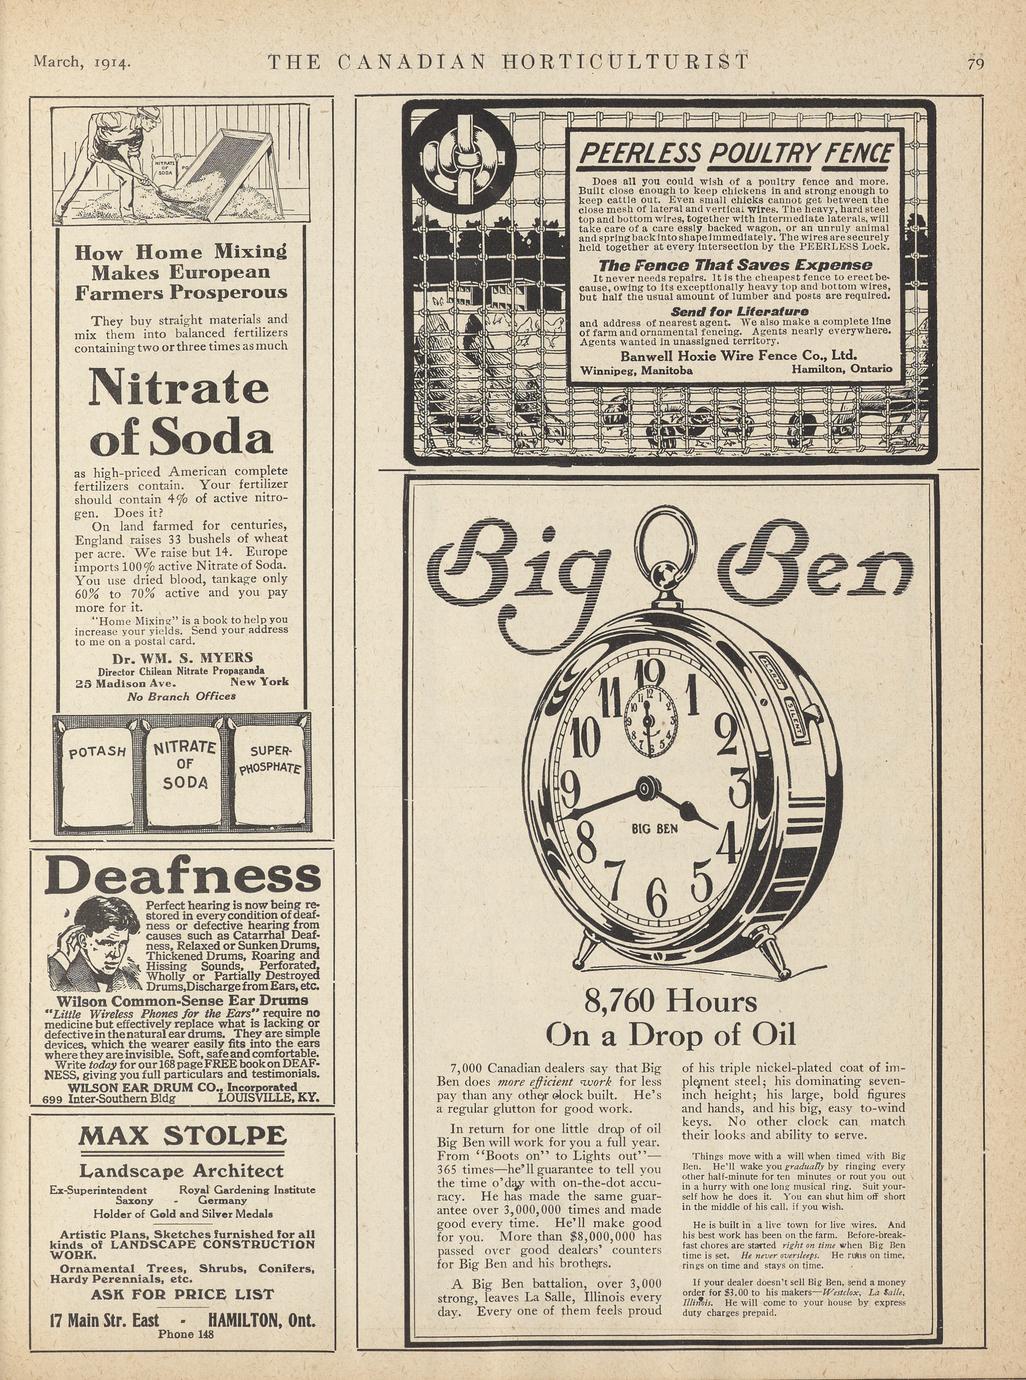 March, 1914.
THE CANADIAN HORTICULTURIST
79
NITRATE
OF
SODA
PO
How Home Mixing
Makes European
Farmers Prosperous
They buy straight materials and
mix them into balanced fertilizers
containing two or three times as much
Nitrate
of Soda
as high-priced American complete
fertilizers contain. Your fertilizer
should contain 4% of active nitro-
gen. Does it?
On land farmed for centuries,
England raises 33 bushels of wheat
per acre. We raise but 14. Europe
imports 100% active Nitrate of Soda.
You use dried blood, tankage only
60% to 70% active and you pay
more for it.
"Home Mixing" is a book to help you
increase your yields. Send your address
to me on a postal card.
Dr. WM. S. MYERS
Director Chilean Nitrate Propaganda
25 Madison Ave. New York
No Branch Offices
POTASH
NITRATE
OF
SODA
SUPER-
PHOSPHATE
Deafness
Perfect hearing is now being re-
stored in every condition of deaf-
ness or defective hearing from
causes such as Catarrhal Deaf-
ness, Relaxed or Sunken Drums,
Thickened Drums, Roaring and
Hissing Sounds, Perforated,
Wholly or Partially Destroyed
Drums, Discharge from Ears, etc.
Wilson Common-Sense Ear Drums
"Little Wireless Phones for the Ears" require no
medicine but effectively replace what is lacking or
defective in the natural ear drums. They are simple
devices, which the wearer easily fits into the ears
where they are invisible. Soft, safe and comfortable.
Write today for our 168 page FREE book on DEAF-
NESS, giving you full particulars and testimonials.
WILSON EAR DRUM CO., Incorporated
699 Inter-Southern Bldg LOUISVILLE, KY.
MAX STOLPE
Landscape Architect
Ex-Superintendent Royal Gardening Institute
Saxony - Germany
Holder of Gold and Silver Medals
Artistic Plans, Sketches furnished for all
kinds of LANDSCAPE CONSTRUCTION
WORK.
Ornamental Trees, Shrubs, Conifers,
Hardy Perennials, etc.
ASK FOR PRICE LIST
17 Main Str. East - HAMILTON, Ont.
Phone 148
PEERLESS POULTRY FENCE
Does all you could wish of a poultry fence and more.
Built close enough to keep chickens in and strong enough to
keep cattle out. Even small chicks cannot get between the
close mesh of lateral and vertical wires. The heavy, hard steel
top and bottom wires, together with intermediate laterals, will
take care of a care essly backed wagon, or an unruly animal
and spring back into shape immediately. The wires are securely
held together at every intersection by the PEERLESS Lock.
The Fence That Saves Expense
It never needs repairs. It is the cheapest fence to erect be-
cause, owing to its exceptionally heavy top and bottom wires,
but half the usual amount of lumber and posts are required.
Send for Literature
and address of nearest agent. We also make a complete line
of farm and ornamental fencing. Agents nearly everywhere.
Agents wanted in unassigned territory.
Banwell Hoxie Wire Fence Co., Ltd.
Winnipeg, Manitoba Hamilton, Ontario
Big Ben
12
1
2
3
4
5
6
7
8
9
10
11
BIG BEN
SILENT
8,760 Hours
On a Drop of Oil
7,000 Canadian dealers say that Big
Ben does more efficient work for less
pay than any other clock built. He's
a regular glutton for good work.
In return for one little drop of oil
Big Ben will work for you a full year.
From "Boots on" to Lights out"—
365 times—he'll guarantee to tell you
the time o'day with on-the-dot accu-
racy. He has made the same guar-
antee over 3,000,000 times and made
good every time. He'll make good
for you. More than $8,000,000 has
passed over good dealers' counters
for Big Ben and his brothers.
A Big Ben battalion, over 3,000
strong, leaves La Salle, Illinois every
day. Every one of them feels proud
of his triple nickel-plated coat of im-
plement steel; his dominating seven-
inch height; his large, bold figures
and hands, and his big, easy to-wind
keys. No other clock can match
their looks and ability to serve.
Things move with a will when timed with Big
Ben. He'll wake you gradually by ringing every
other half-minute for ten minutes or rout you out
in a hurry with one long musical ring. Suit your-
self how he does it. You can shut him off short
in the middle of his call, if you wish.
He is built in a live town for live wires. And
his best work has been on the farm. Before-break-
fast chores are started right on time when Big Ben
time is set. He never oversleeps. He runs on time,
rings on time and stays on time.
If your dealer doesn't sell Big Ben, send a money
order for $3.00 to his makers—Westclox, La Salle,
Illinois. He will come to your house by express
duty charges prepaid.